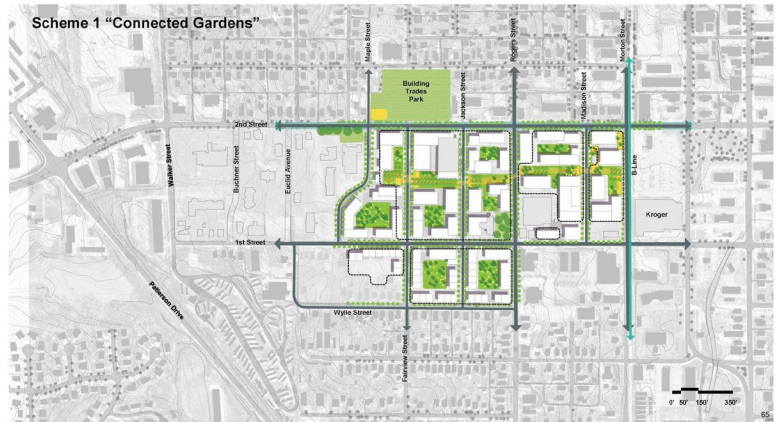 Scheme 1 “Connected Gardens”
Maple Street
Rogers Street
Morton Street
Building
Trades
Park
Jackson Street
Madison Street
2nd Street
Walker Street
Buchner Street
Euclid Avenue
B-Line
Kroger
1st Street
Patterson Drive
Wylie Street
Fairview Street
0' 50' 150' 350'
65